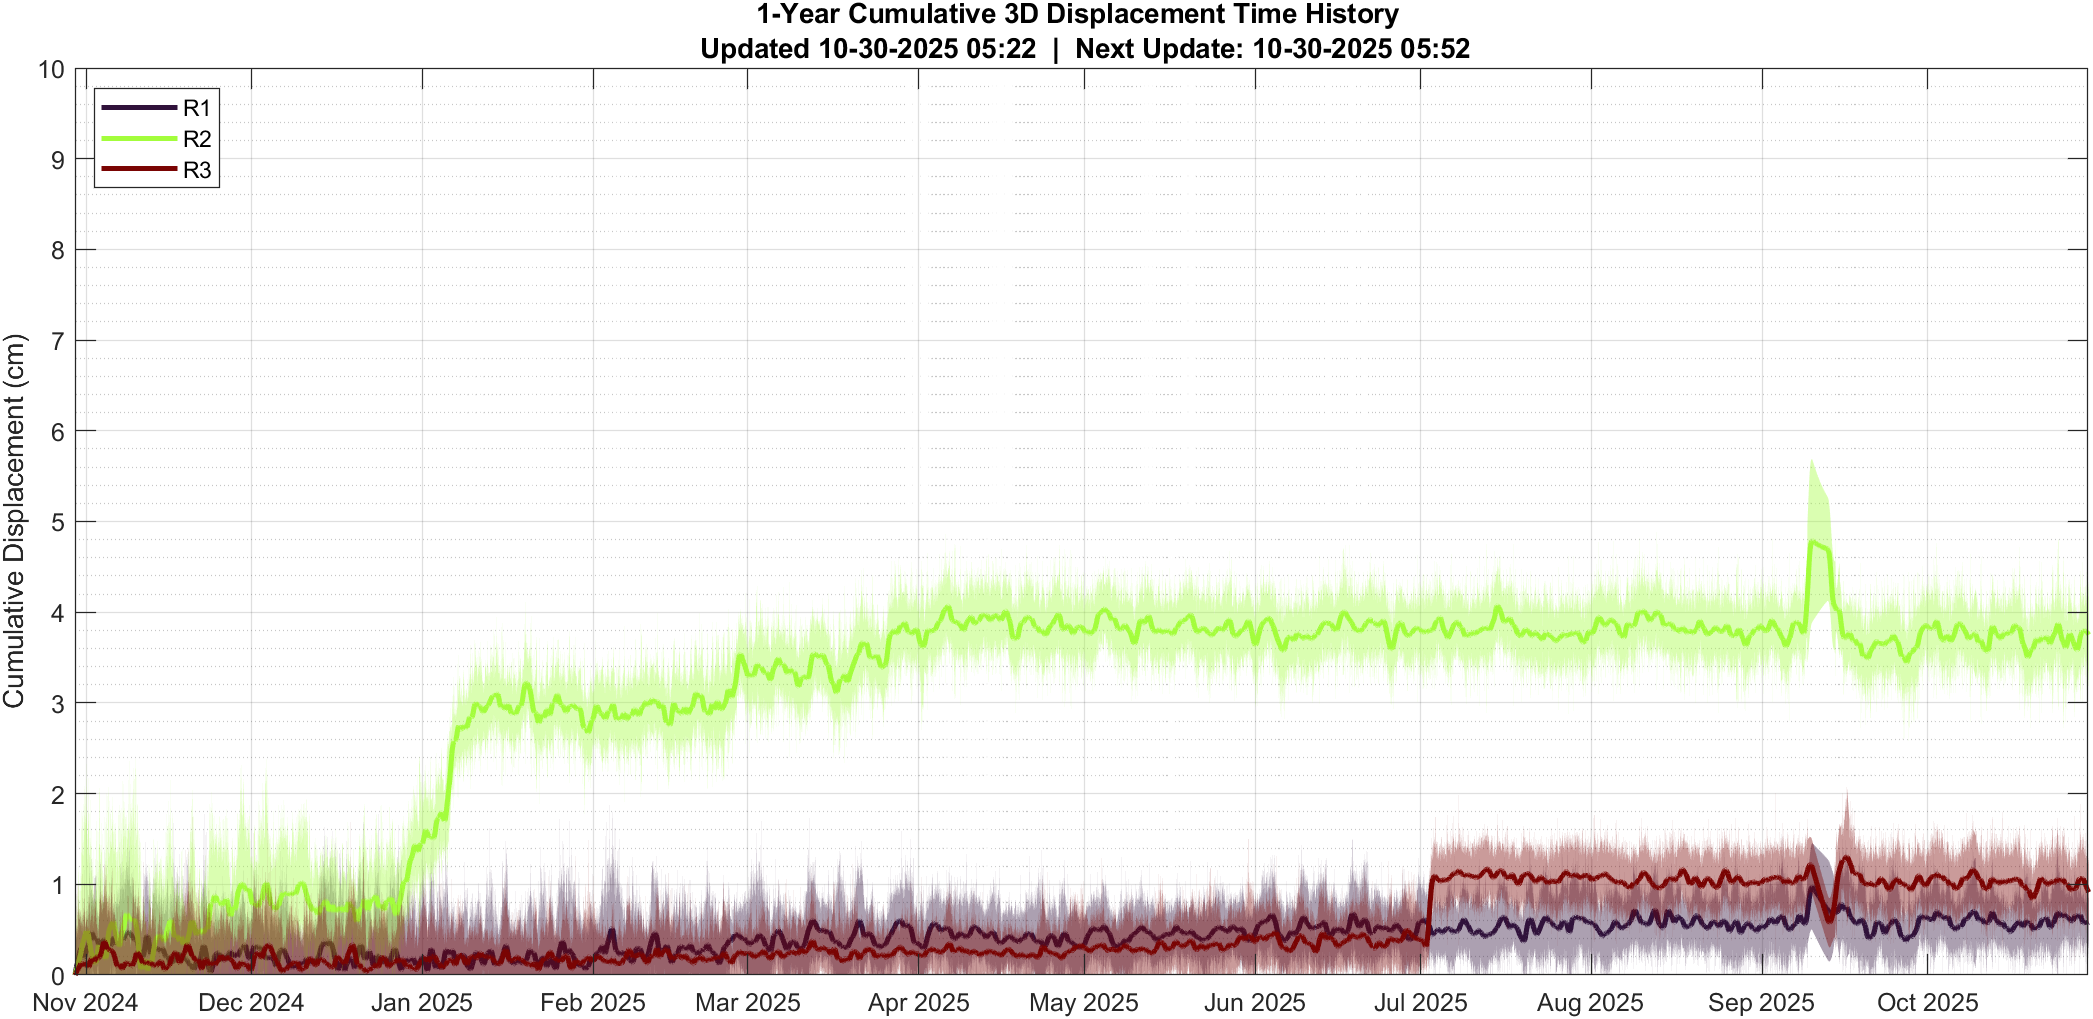 1-Year Cumulative 3D Displacement Time History
Updated 10-30-2025 05:22 | Next Update: 10-30-2025 05:52
R1
R2
R3
Cumulative Displacement (cm)
10
9
8
7
6
5
4
3
2
1
0
Nov 2024 Dec 2024 Jan 2025 Feb 2025 Mar 2025 Apr 2025 May 2025 Jun 2025 Jul 2025 Aug 2025 Sep 2025 Oct 2025